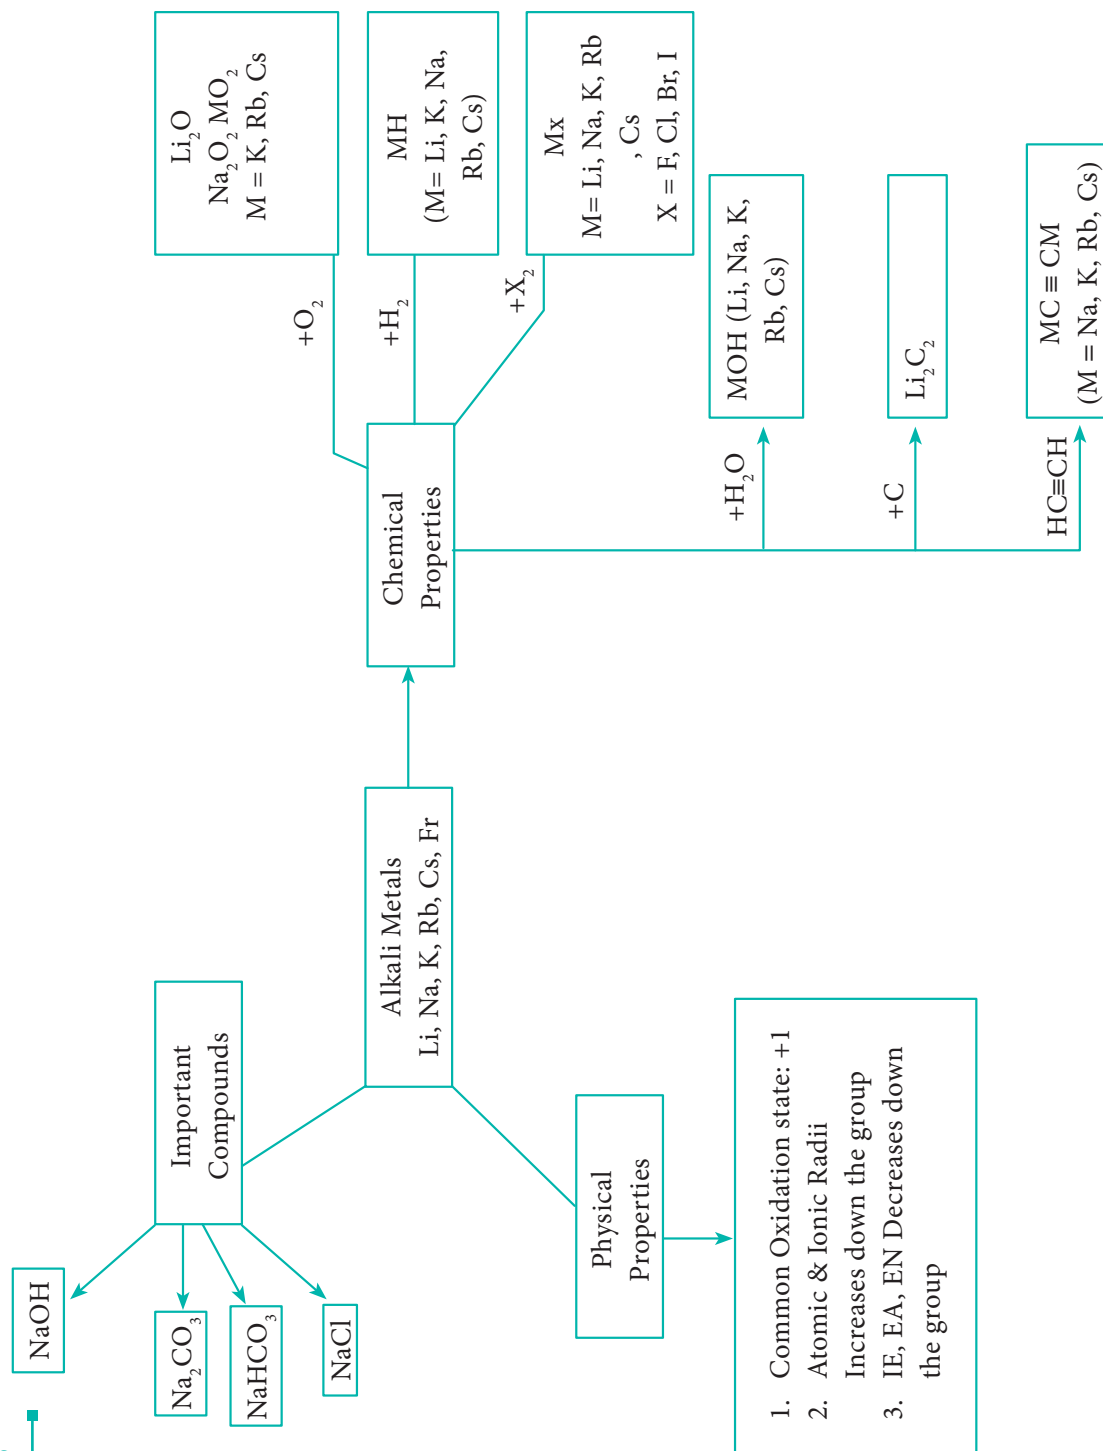 Alkali Metals
Li, Na, K, Rb, Cs, Fr
Important
Compounds
NaOH
Na₂CO₃
NaHCO₃
NaCl
Physical
Properties
1. Common Oxidation state: +1
2. Atomic & Ionic Radii
Increases down the group
3. IE, EA, EN Decreases down
the group
Chemical
Properties
+O₂
Li₂O
Na₂O₂ MO₂
M = K, Rb, Cs
+H₂
MH
(M= Li, K, Na,
Rb, Cs)
+X₂
Mx
M= Li, Na, K, Rb
, Cs
X = F, Cl, Br, I
+H₂O
MOH (Li, Na, K,
Rb, Cs)
+C
Li₂C₂
HC≡CH
MC ≡ CM
(M = Na, K, Rb, Cs)